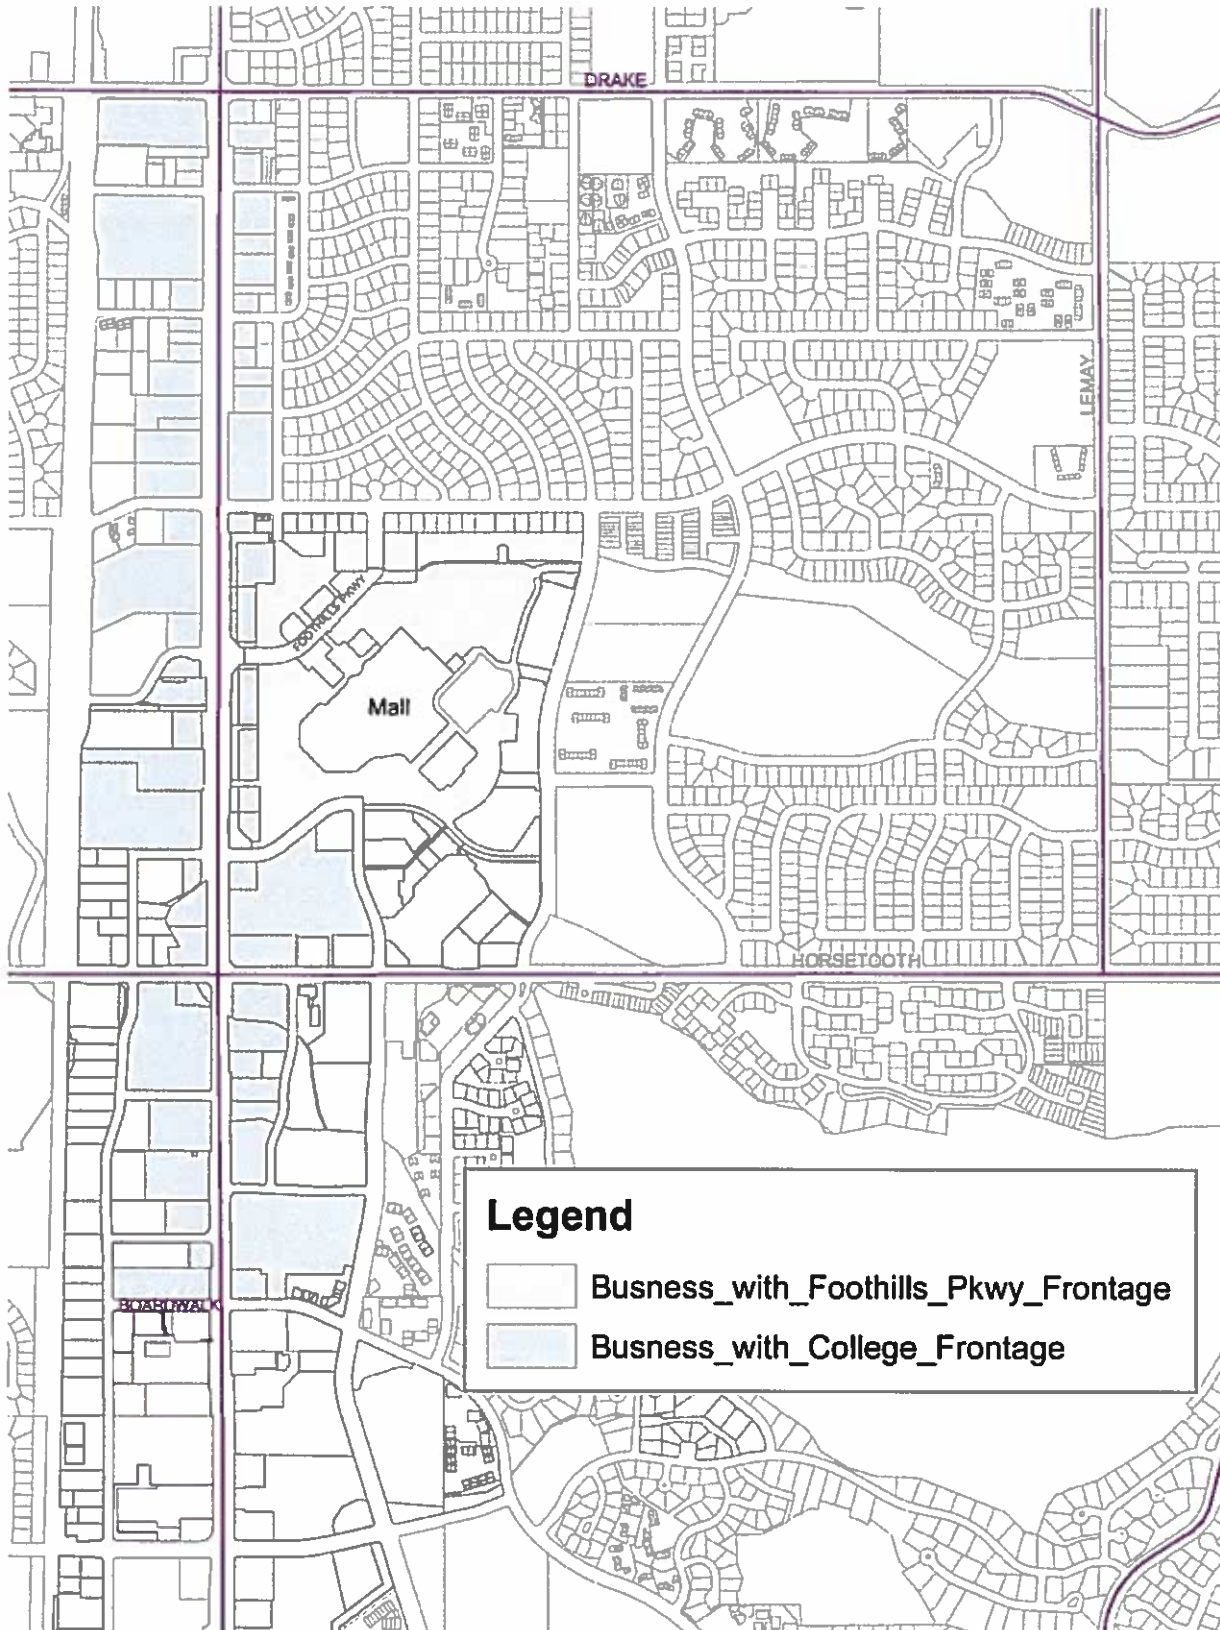 DRAKE
LEMAY
FOOTHILLS PKWY
Mall
HORSETOOTH
Legend
Busness_with_Foothills_Pkwy_Frontage
Busness_with_College_Frontage
BOARDWALK